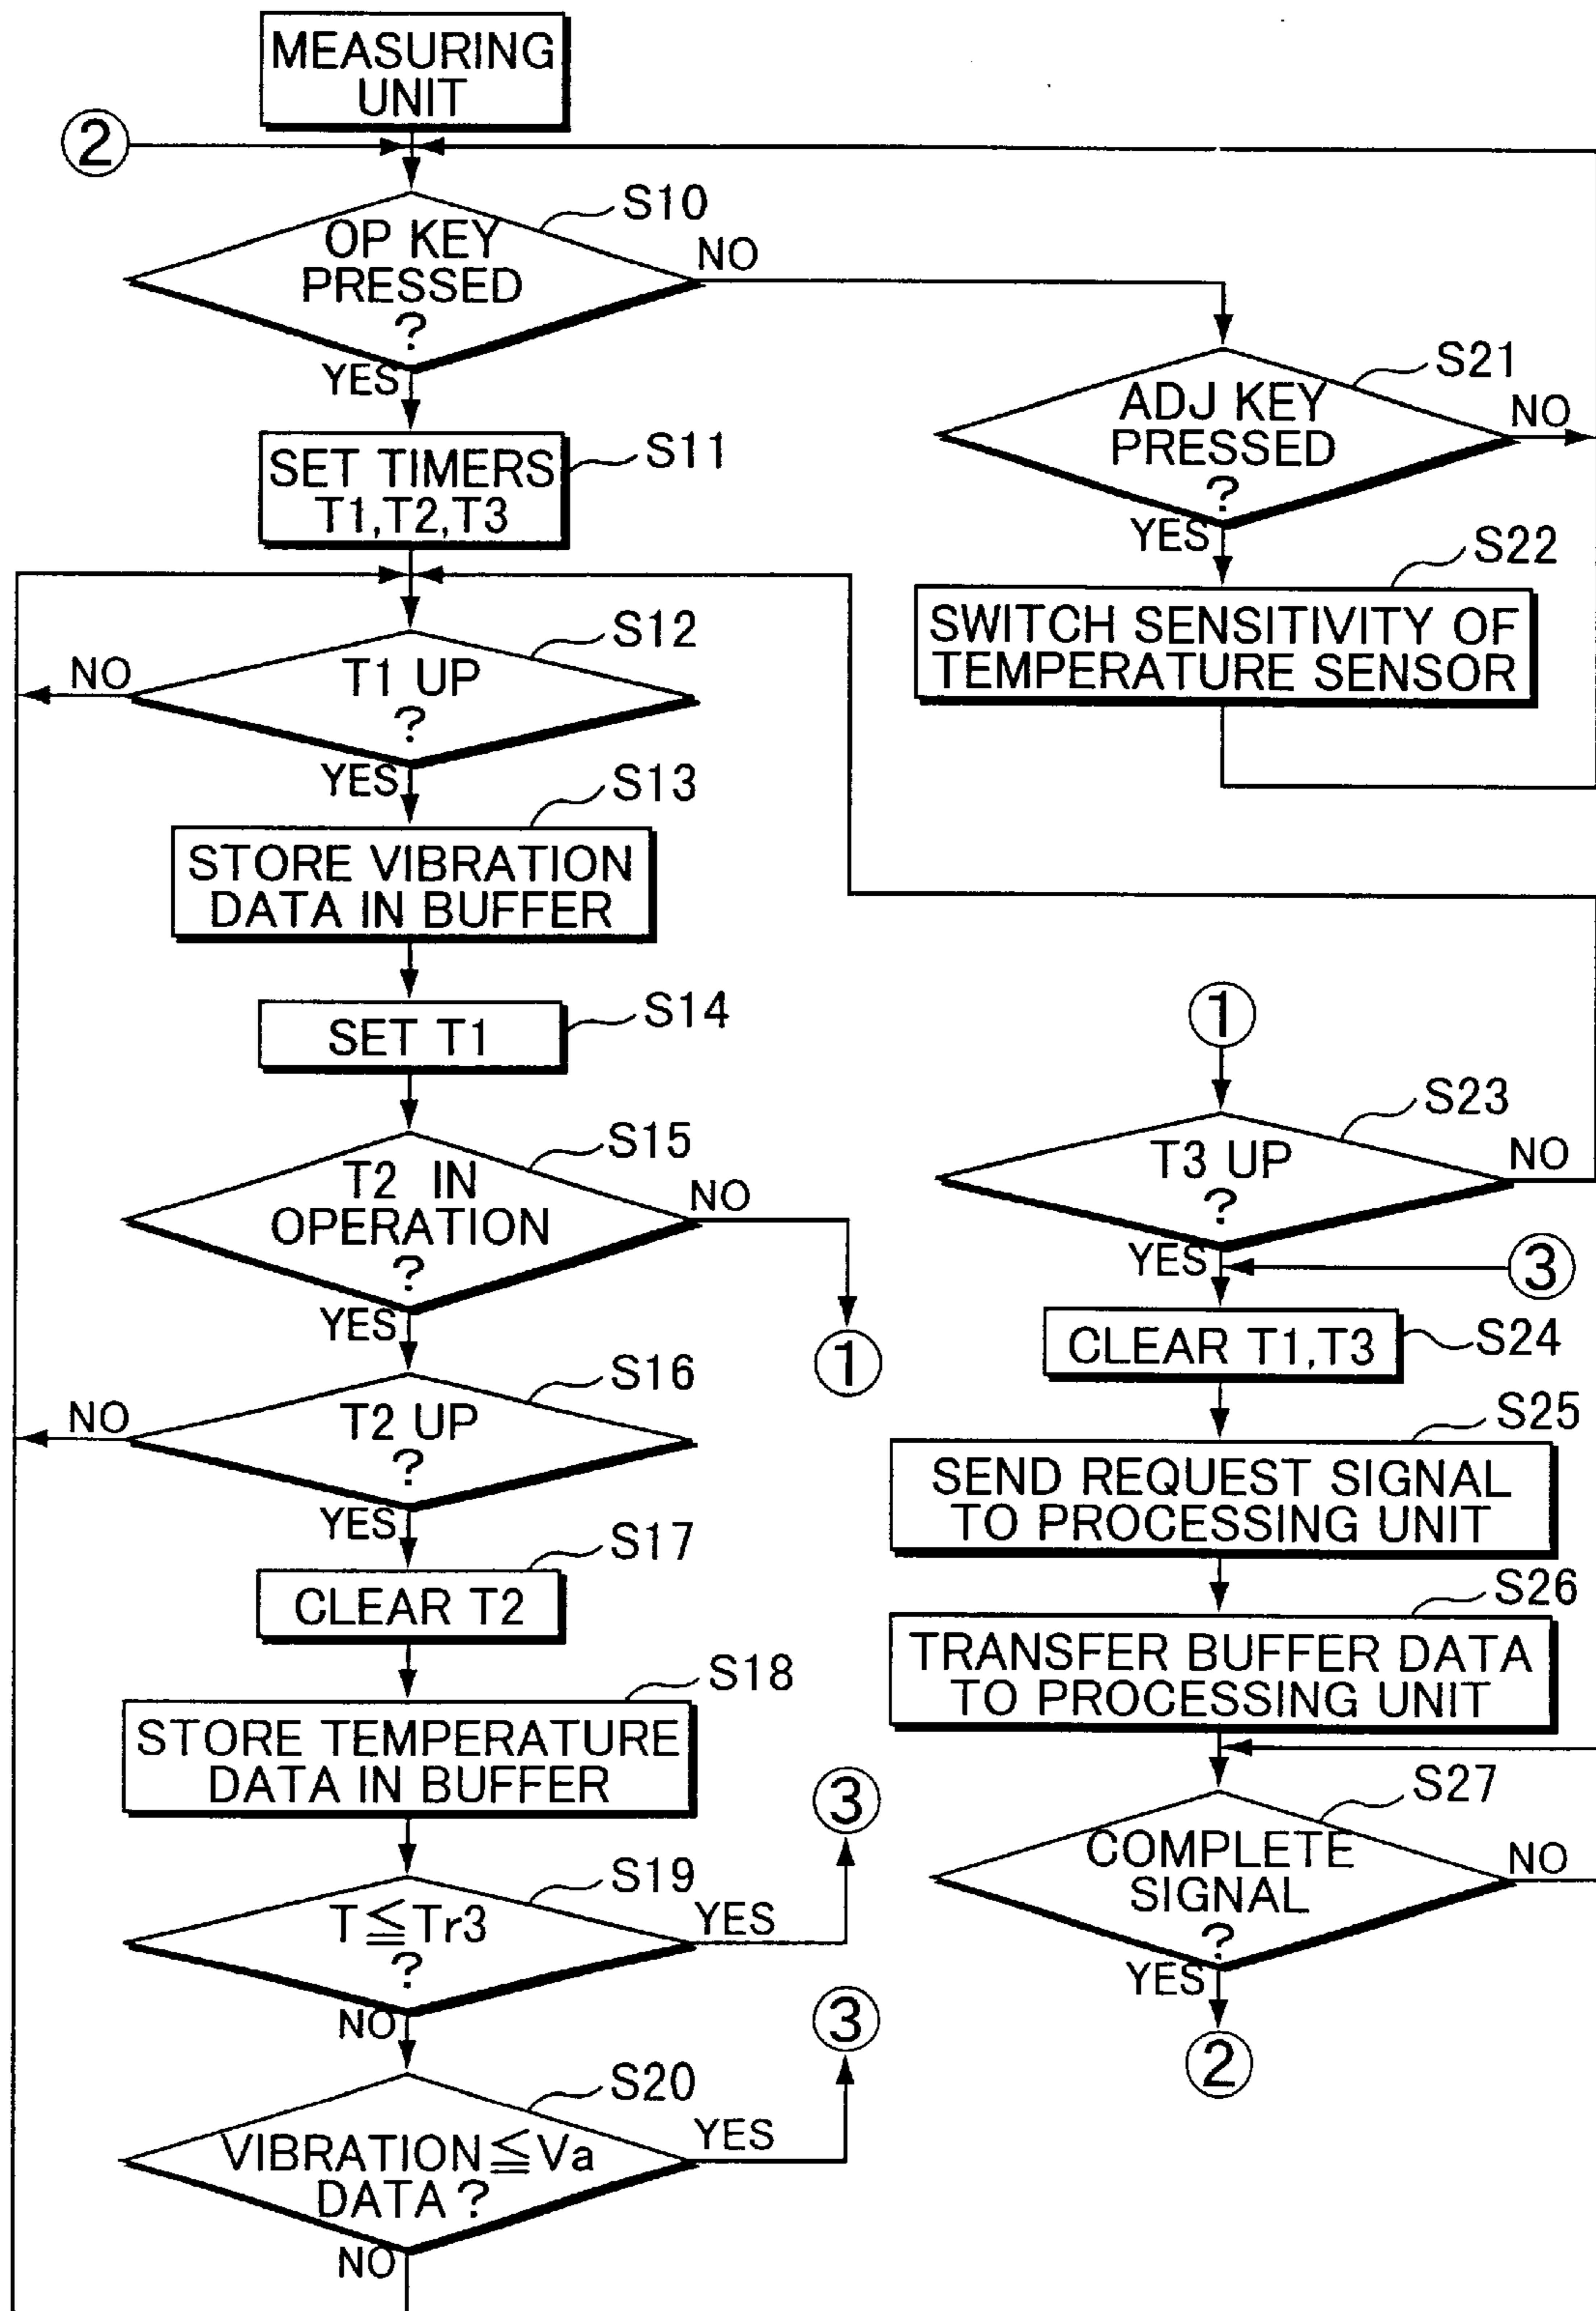 MEASURING
UNIT
②
S10
OP KEY
PRESSED
?
NO
YES
S11
SET TIMERS
T1,T2,T3
S12
T1 UP
?
NO
YES
S13
STORE VIBRATION
DATA IN BUFFER
S14
SET T1
S15
T2 IN
OPERATION
?
NO
YES
①
S16
T2 UP
?
NO
YES
S17
CLEAR T2
S18
STORE TEMPERATURE
DATA IN BUFFER
S19
T≦Tr3
?
YES
③
NO
S20
VIBRATION≦Va
DATA ?
YES
③
NO
S21
ADJ KEY
PRESSED
?
NO
YES
S22
SWITCH SENSITIVITY OF
TEMPERATURE SENSOR
①
S23
T3 UP
?
NO
YES
③
S24
CLEAR T1,T3
S25
SEND REQUEST SIGNAL
TO PROCESSING UNIT
S26
TRANSFER BUFFER DATA
TO PROCESSING UNIT
S27
COMPLETE
SIGNAL
?
NO
YES
②